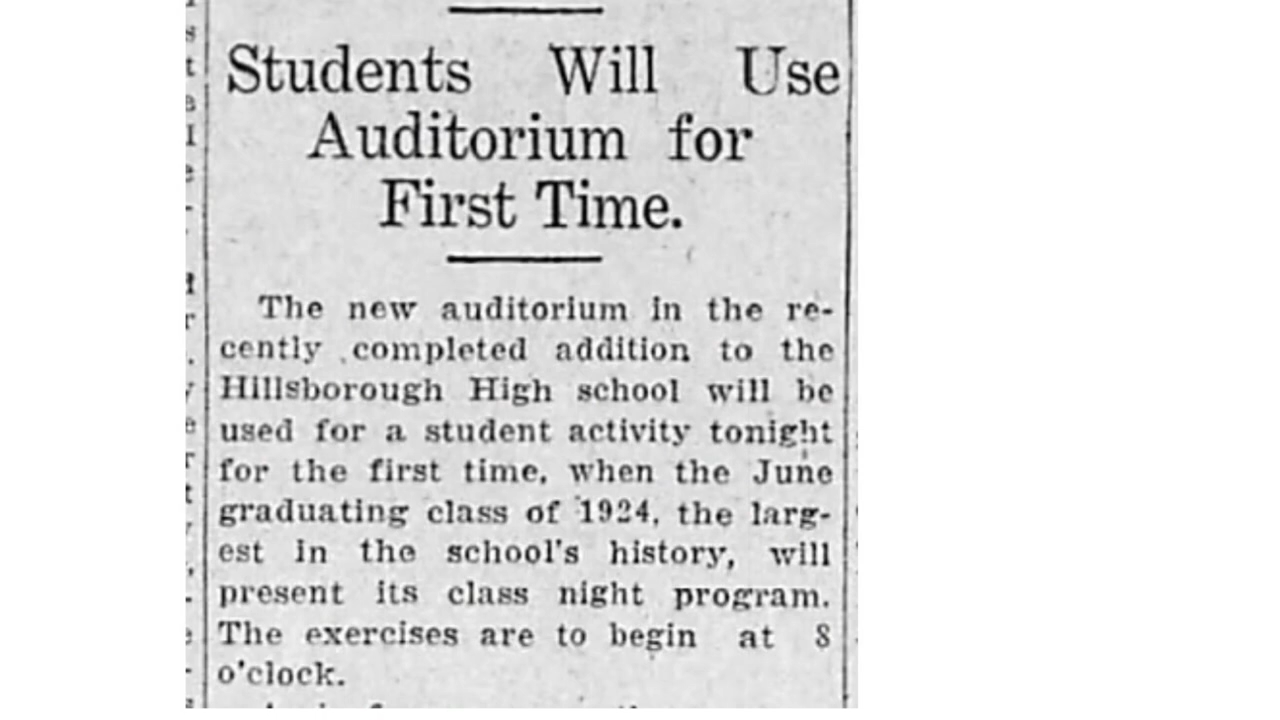 Students Will Use
Auditorium for
First Time.
The new auditorium in the re-
cently completed addition to the
Hillsborough High school will be
used for a student activity tonight
for the first time, when the June
graduating class of 1924, the larg-
est in the school's history, will
present its class night program.
The exercises are to begin at 8
o'clock.